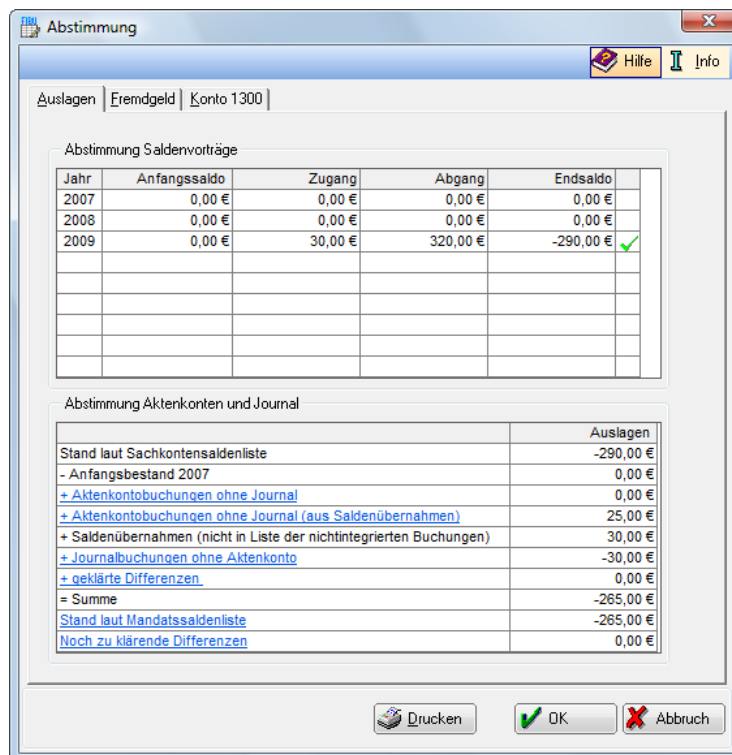 FIBU Abstimmung
Hilfe Info
Auslagen Fremdgeld Konto 1300
Abstimmung Saldenvorträge
Jahr Anfangssaldo Zugang Abgang Endsaldo
2007 0,00 € 0,00 € 0,00 € 0,00 €
2008 0,00 € 0,00 € 0,00 € 0,00 €
2009 0,00 € 30,00 € 320,00 € -290,00 €
Abstimmung Aktenkonten und Journal
Auslagen
Stand laut Sachkontensaldenliste -290,00 €
- Anfangsbestand 2007 0,00 €
+ Aktenkontobuchungen ohne Journal 0,00 €
+ Aktenkontobuchungen ohne Journal (aus Saldenübernahmen) 25,00 €
+ Saldenübernahmen (nicht in Liste der nichtintegrierten Buchungen) 30,00 €
+ Journalbuchungen ohne Aktenkonto -30,00 €
+ geklärte Differenzen 0,00 €
= Summe -265,00 €
Stand laut Mandatssaldenliste -265,00 €
Noch zu klärende Differenzen 0,00 €
Drucken OK Abbruch